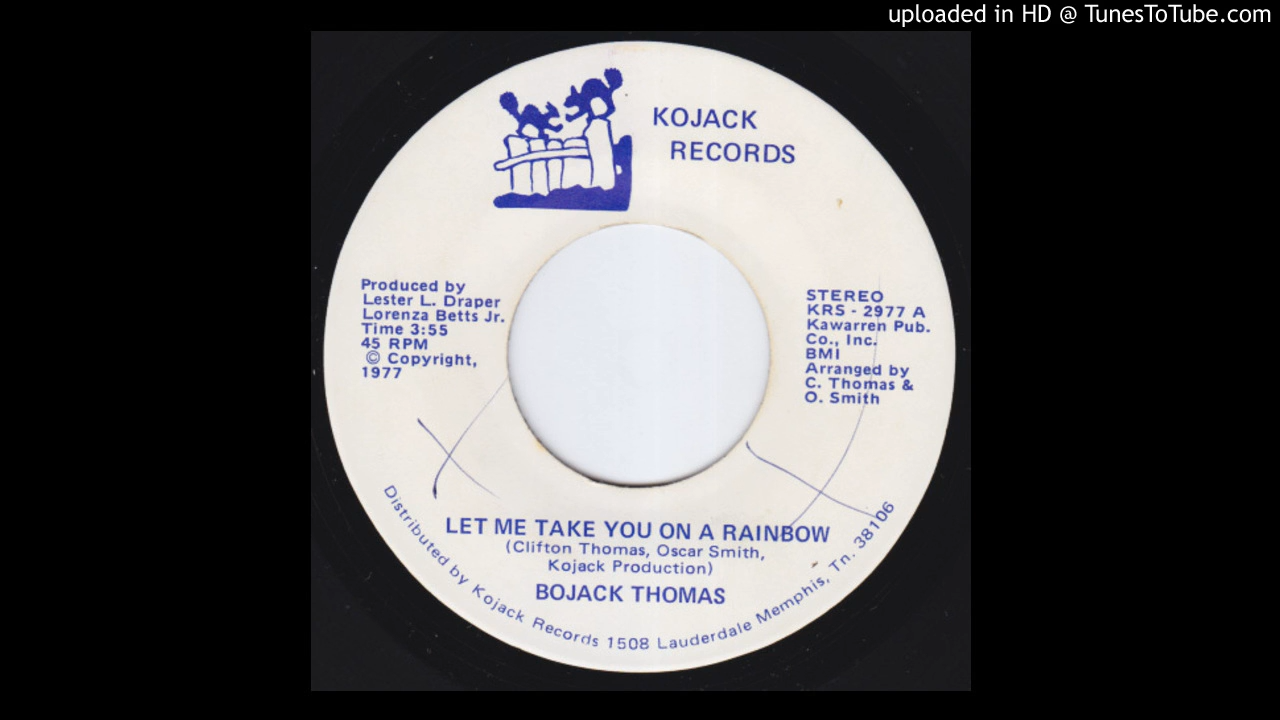 uploaded in HD @ TunesToTube.com
KOJACK
RECORDS
Produced by
Lester L. Draper
Lorenza Betts Jr.
Time 3:55
45 RPM
© Copyright,
1977
STEREO
KRS - 2977 A
Kawarren Pub.
Co., Inc.
BMI
Arranged by
C. Thomas &
O. Smith
LET ME TAKE YOU ON A RAINBOW
(Clifton Thomas, Oscar Smith,
Kojack Production)
BOJACK THOMAS
Distributed by Kojack Records 1508 Lauderdale Memphis, Tn. 38106